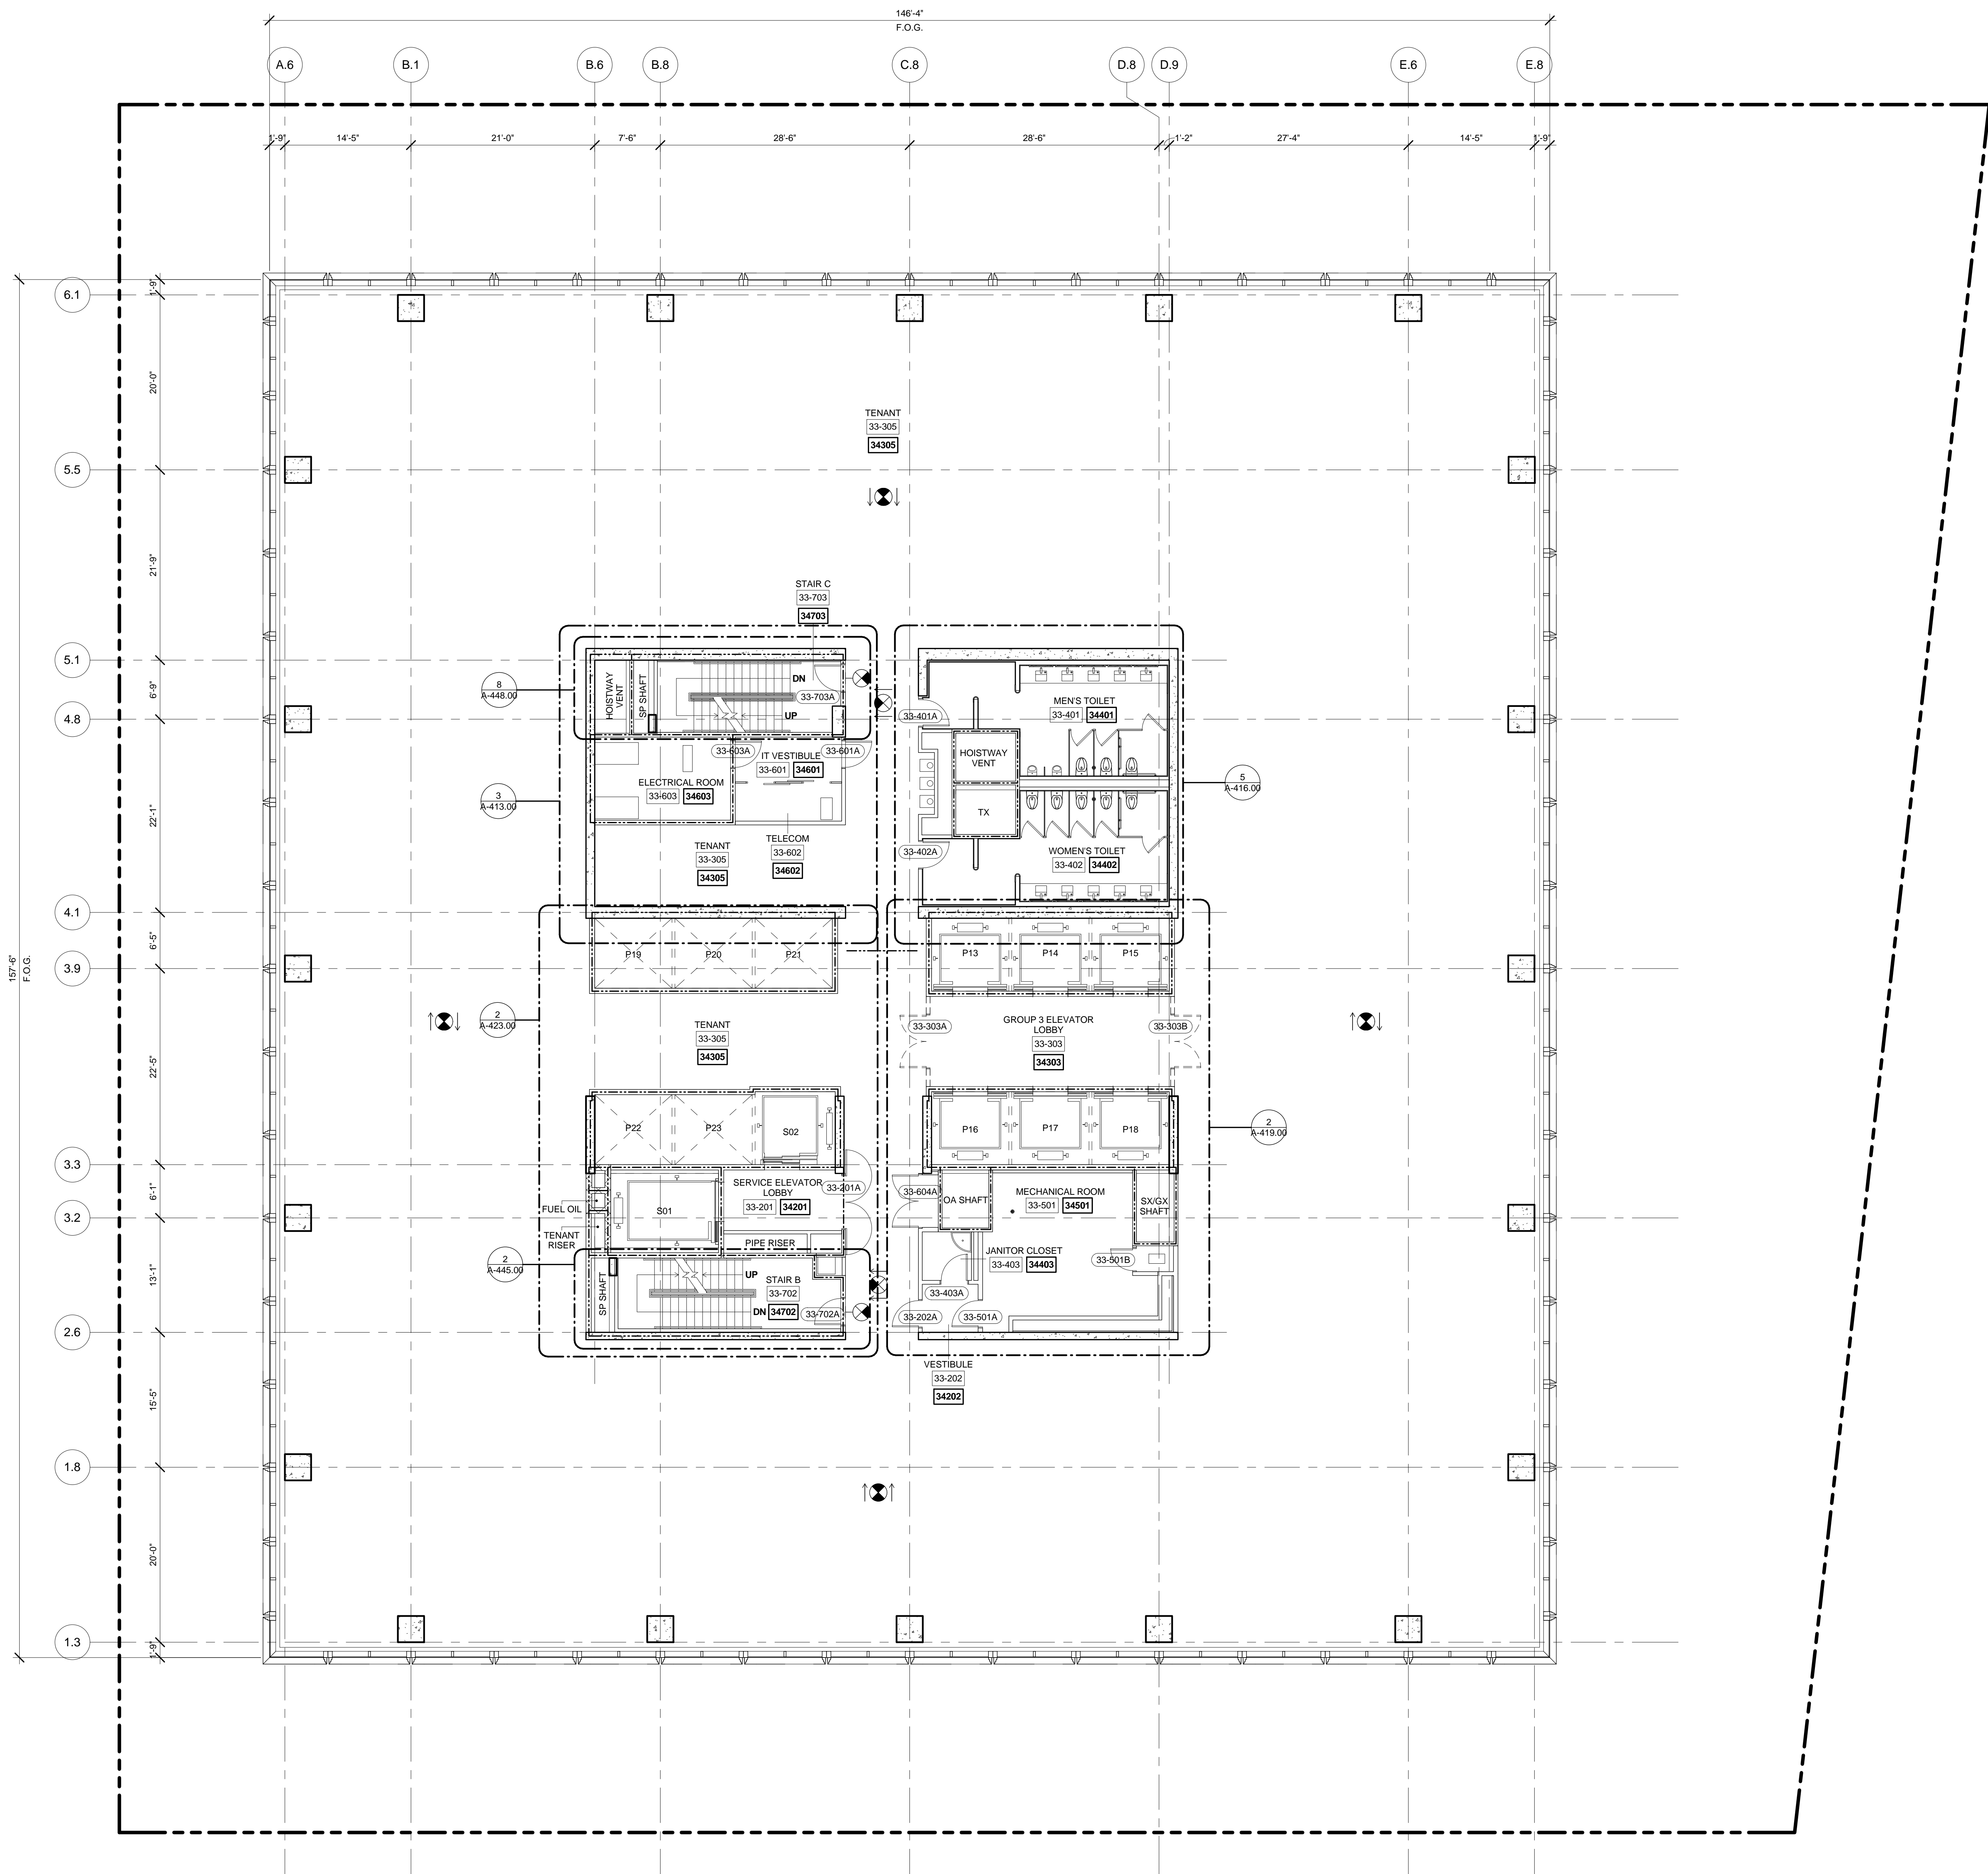 146'-4"
F.O.G.
A.6
B.1
B.6
B.8
C.8
D.8
D.9
E.6
E.8
1'-9"
14'-5"
21'-0"
7'-6"
28'-6"
28'-6"
1'-2"
27'-4"
14'-5"
1'-9"
157'-6"
F.O.G.
6.1
5.5
5.1
4.8
4.1
3.9
3.3
3.2
2.6
1.8
1.3
1'-9"
20'-0"
21'-9"
6'-9"
22'-1"
6'-5"
22'-5"
6'-1"
13'-1"
15'-5"
20'-0"
1'-9"
TENANT
33-305
34305
STAIR C
33-703
34703
8
A-448.00
HOISTWAY
VENT
SP SHAFT
DN
33-703A
UP
33-603A
33-601A
IT VESTIBULE
33-601 34601
3
A-413.00
ELECTRICAL ROOM
33-603 34603
TELECOM
33-602
34602
TENANT
33-305
34305
33-401A
MEN'S TOILET
33-401 34401
HOISTWAY
VENT
TX
5
A-416.00
33-402A
WOMEN'S TOILET
33-402 34402
P19
P20
P21
P13
P14
P15
2
A-423.00
TENANT
33-305
34305
33-303A
GROUP 3 ELEVATOR
LOBBY
33-303
34303
33-303B
P22
P23
S02
P16
P17
P18
2
A-419.00
SERVICE ELEVATOR
LOBBY
33-201 34201
33-201A
S01
FUEL OIL
TENANT
RISER
PIPE RISER
33-604A
OA SHAFT
MECHANICAL ROOM
33-501 34501
SX/GX
SHAFT
2
A-445.00
SP SHAFT
UP
STAIR B
33-702
DN
34702
33-702A
JANITOR CLOSET
33-403 34403
33-501B
33-403A
33-202A
33-501A
VESTIBULE
33-202
34202